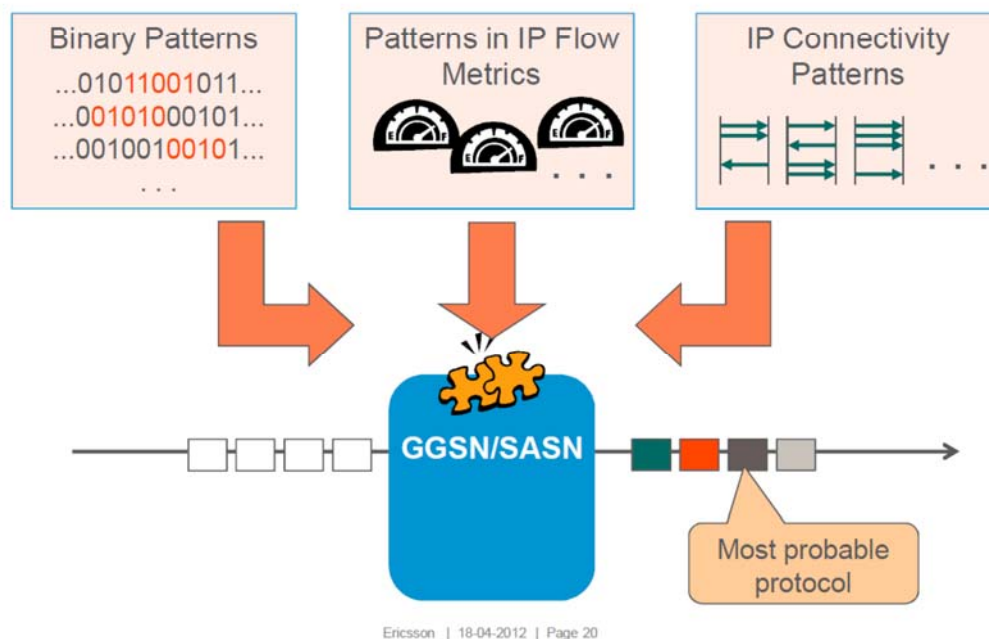 Binary Patterns
...01011001011...
...00101000101...
...00100100101...
. . .
Patterns in IP Flow
Metrics
E F
E F
E F
. . .
IP Connectivity
Patterns
. . .
GGSN/SASN
Most probable
protocol
Ericsson | 18-04-2012 | Page 20